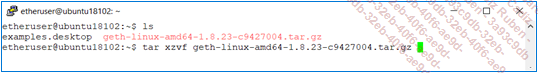 etheruser@ubuntu18102: ~
etheruser@ubuntu18102:~$ ls
examples.desktop geth-linux-amd64-1.8.23-c9427004.tar.gz
etheruser@ubuntu18102:~$ tar xzvf geth-linux-amd64-1.8.23-c9427004.tar.gz